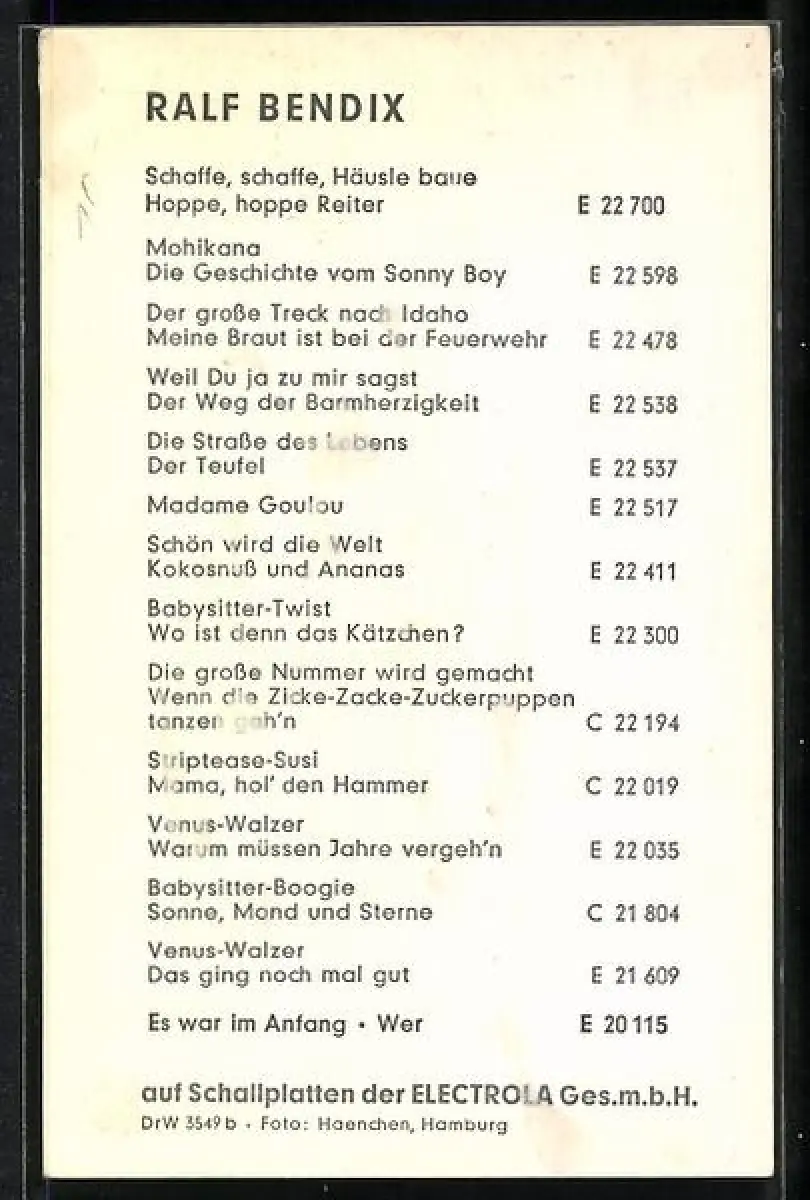 RALF BENDIX
Schaffe, schaffe, Häusle baue
Hoppe, hoppe Reiter E 22 700
Mohikana
Die Geschichte vom Sonny Boy E 22 598
Der große Treck nach Idaho
Meine Braut ist bei der Feuerwehr E 22 478
Weil Du ja zu mir sagst
Der Weg der Barmherzigkeit E 22 538
Die Straße des Lebens
Der Teufel E 22 537
Madame Goulou E 22 517
Schön wird die Welt
Kokosnuß und Ananas E 22 411
Babysitter-Twist
Wo ist denn das Kätzchen? E 22 300
Die große Nummer wird gemacht
Wenn die Zicke-Zacke-Zuckerpuppen
tanzen geh'n C 22 194
Striptease-Susi
Mama, hol' den Hammer C 22 019
Venus-Walzer
Warum müssen Jahre vergeh'n E 22 035
Babysitter-Boogie
Sonne, Mond und Sterne C 21 804
Venus-Walzer
Das ging noch mal gut E 21 609
Es war im Anfang • Wer E 20 115
auf Schallplatten der ELECTROLA Ges.m.b.H.
DrW 3549 b • Foto: Haenchen, Hamburg